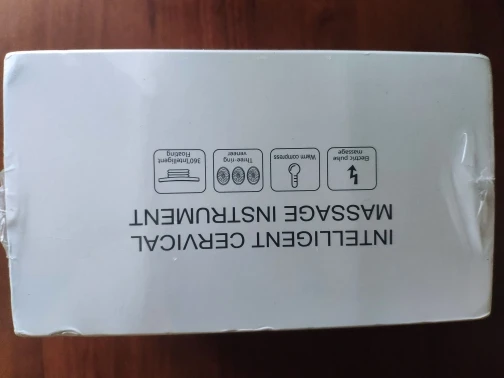 INTELLIGENT CERVICAL
MASSAGE INSTRUMENT
Electric pulse
massage
Warm compress
Three-ring
veneer
360°Intelligent
Floating